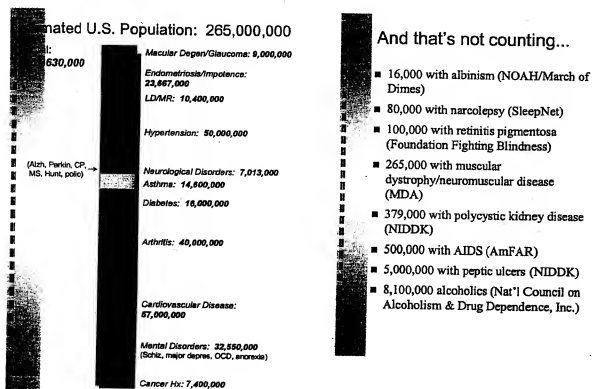 mated U.S. Population: 265,000,000
l:
630,000
Macular Degen/Glaucoma: 9,000,000
Endometriosis/Impotence:
23,667,000
LD/MR: 10,400,000
Hypertension: 50,000,000
(Alzh, Parkin, CP,
MS, Hunt, polio)
Neurological Disorders: 7,013,000
Asthma: 14,600,000
Diabetes: 16,000,000
Arthritis: 40,000,000
Cardiovascular Disease:
57,000,000
Mental Disorders: 32,550,000
(Schiz, major depres, OCD, anorexia)
Cancer Hx: 7,400,000
And that's not counting...
16,000 with albinism (NOAH/March of
Dimes)
80,000 with narcolepsy (SleepNet)
100,000 with retinitis pigmentosa
(Foundation Fighting Blindness)
265,000 with muscular
dystrophy/neuromuscular disease
(MDA)
379,000 with polycystic kidney disease
(NIDDK)
500,000 with AIDS (AmFAR)
5,000,000 with peptic ulcers (NIDDK)
8,100,000 alcoholics (Nat'l Council on
Alcoholism & Drug Dependence, Inc.)